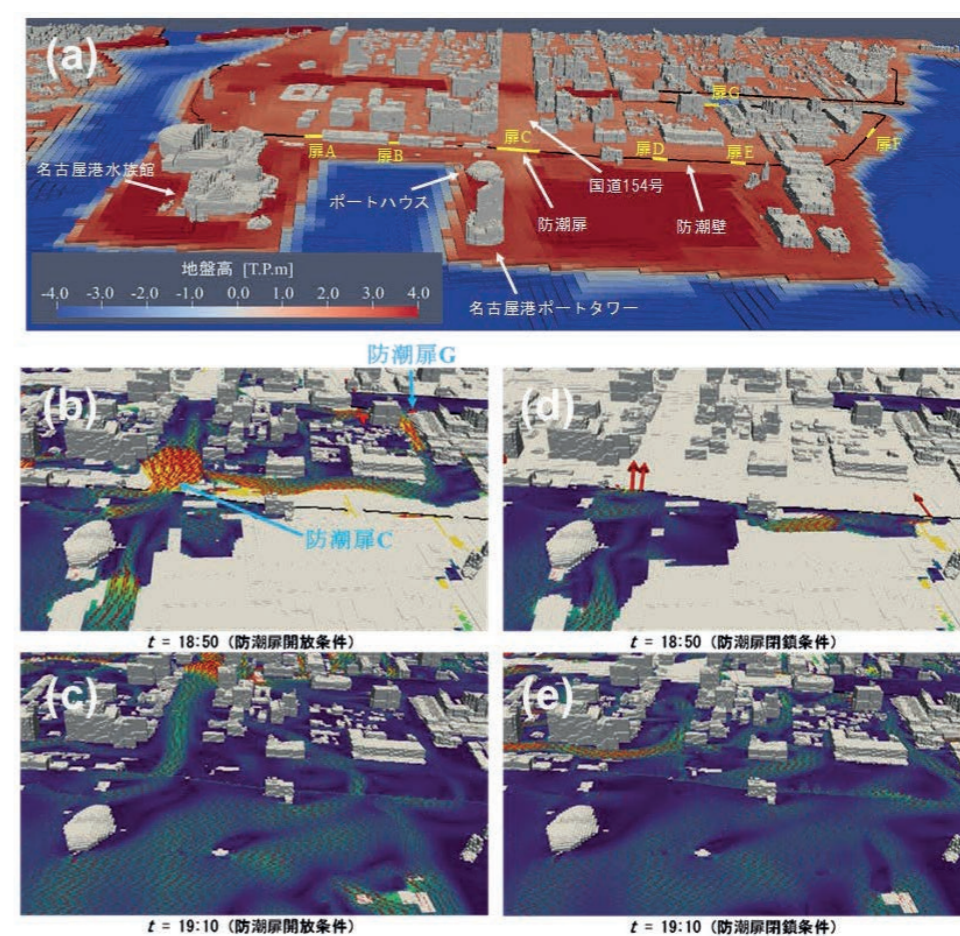 (a)
扉G
扉C
扉F
扉A
扉B
扉D
扉E
名古屋港水族館
ポートハウス
国道154号
防潮扉
防潮壁
地盤高 [T.P.m]
-4.0 -3.0 -2.0 -1.0 0.0 1.0 2.0 3.0 4.0
名古屋港ポートタワー
防潮扉G
(b)
防潮扉C
t = 18:50 (防潮扉開放条件)
(d)
t = 18:50 (防潮扉閉鎖条件)
(c)
t = 19:10 (防潮扉開放条件)
(e)
t = 19:10 (防潮扉閉鎖条件)